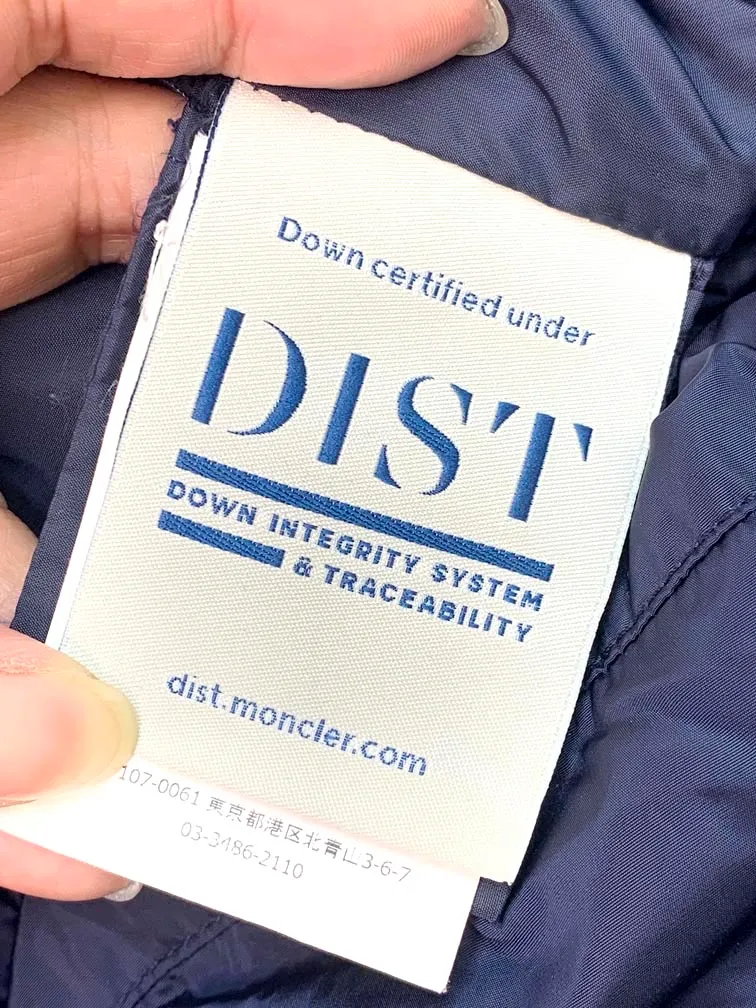 Down certified under
DIST
DOWN INTEGRITY SYSTEM
& TRACEABILITY
dist.moncler.com
107-0061 東京都港区北青山3-6-7
03-3486-2110